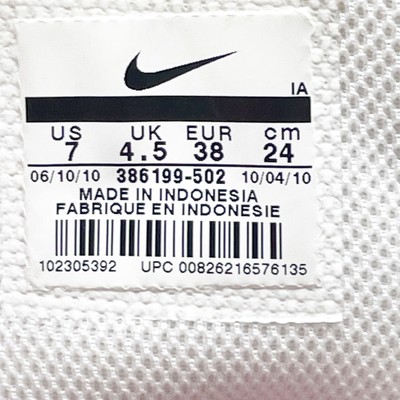 IA
US UK EUR cm
7 4.5 38 24
06/10/10 386199-502 10/04/10
MADE IN INDONESIA
FABRIQUE EN INDONESIE
102305392 UPC 00826216576135